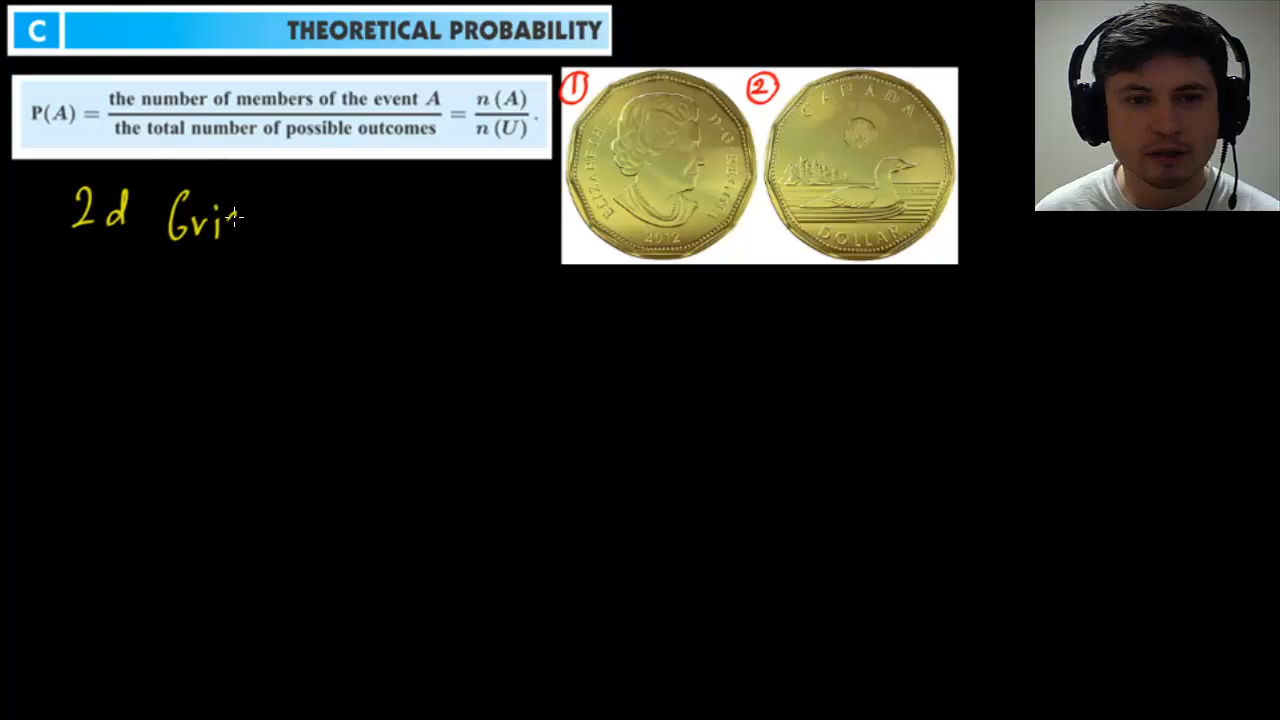 C THEORETICAL PROBABILITY
P(A) = the number of members of the event A / the total number of possible outcomes = n (A) / n (U) .
1 2
ELIZABETH II D·G·REGINA
2012
CANADA
DOLLAR
2d Gri